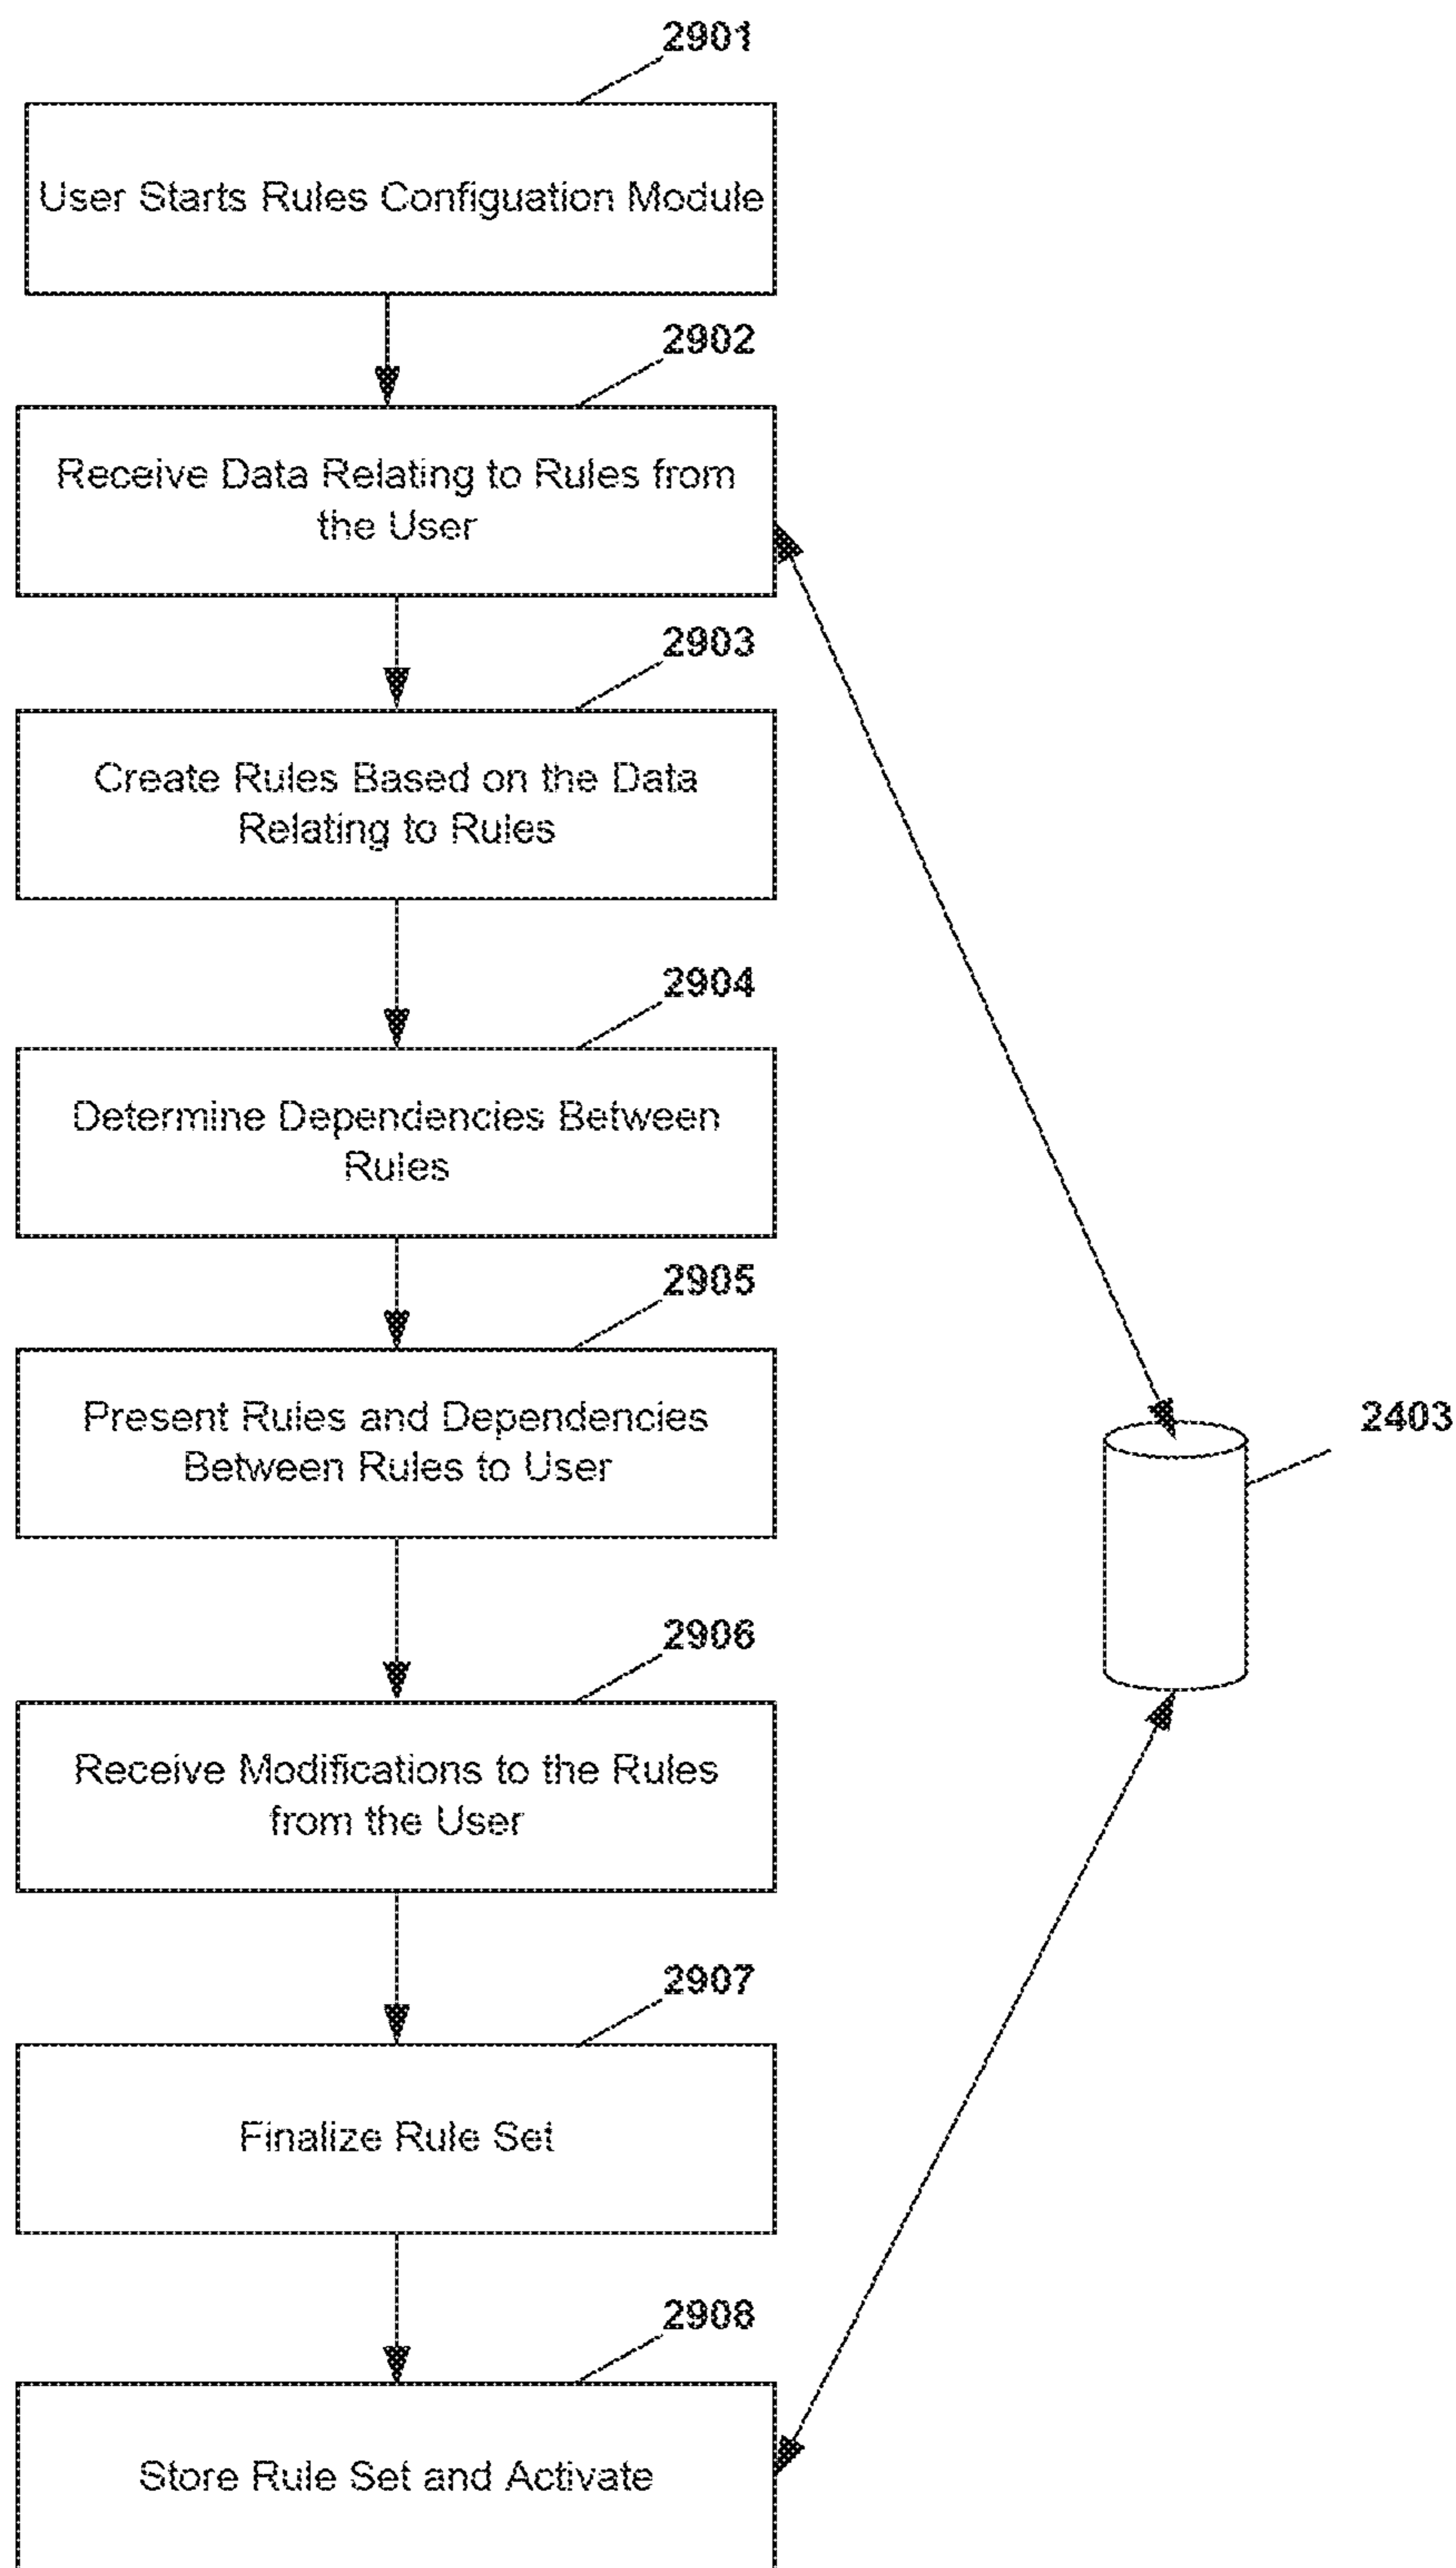 2901
User Starts Rules Configuation Module
2902
Receive Data Relating to Rules from
the User
2903
Create Rules Based on the Data
Relating to Rules
2904
Determine Dependencies Between
Rules
2905
Present Rules and Dependencies
Between Rules to User
2403
2906
Receive Modifications to the Rules
from the User
2907
Finalize Rule Set
2908
Store Rule Set and Activate